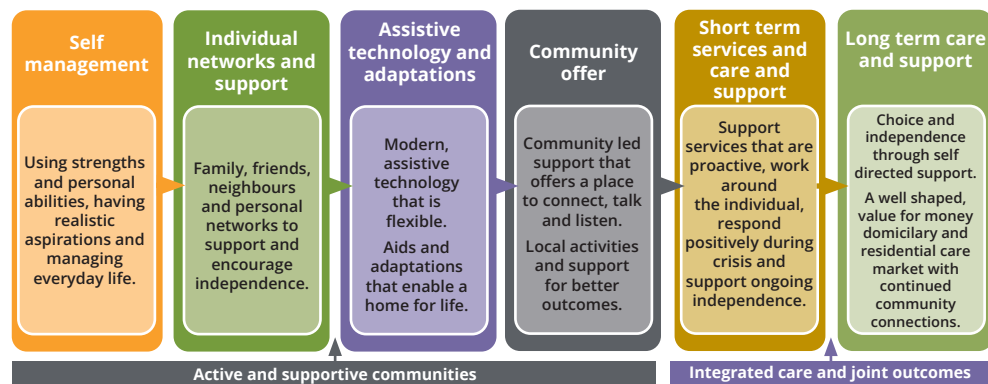 Self
management
Using strengths
and personal
abilities, having
realistic
aspirations and
managing
everyday life.
Individual
networks and
support
Family, friends,
neighbours
and personal
networks to
support and
encourage
independence.
Assistive
technology and
adaptations
Modern,
assistive
technology
that is
flexible.
Aids and
adaptations
that enable a
home for life.
Community
offer
Community led
support that
offers a place
to connect, talk
and listen.
Local activities
and support
for better
outcomes.
Short term
services and
care and
support
Support
services that are
proactive, work
around
the individual,
respond
positively during
crisis and
support ongoing
independence.
Long term care
and support
Choice and
independence
through self
directed support.
A well shaped,
value for money
domicilary and
residential care
market with
continued
community
connections.
Active and supportive communities
Integrated care and joint outcomes